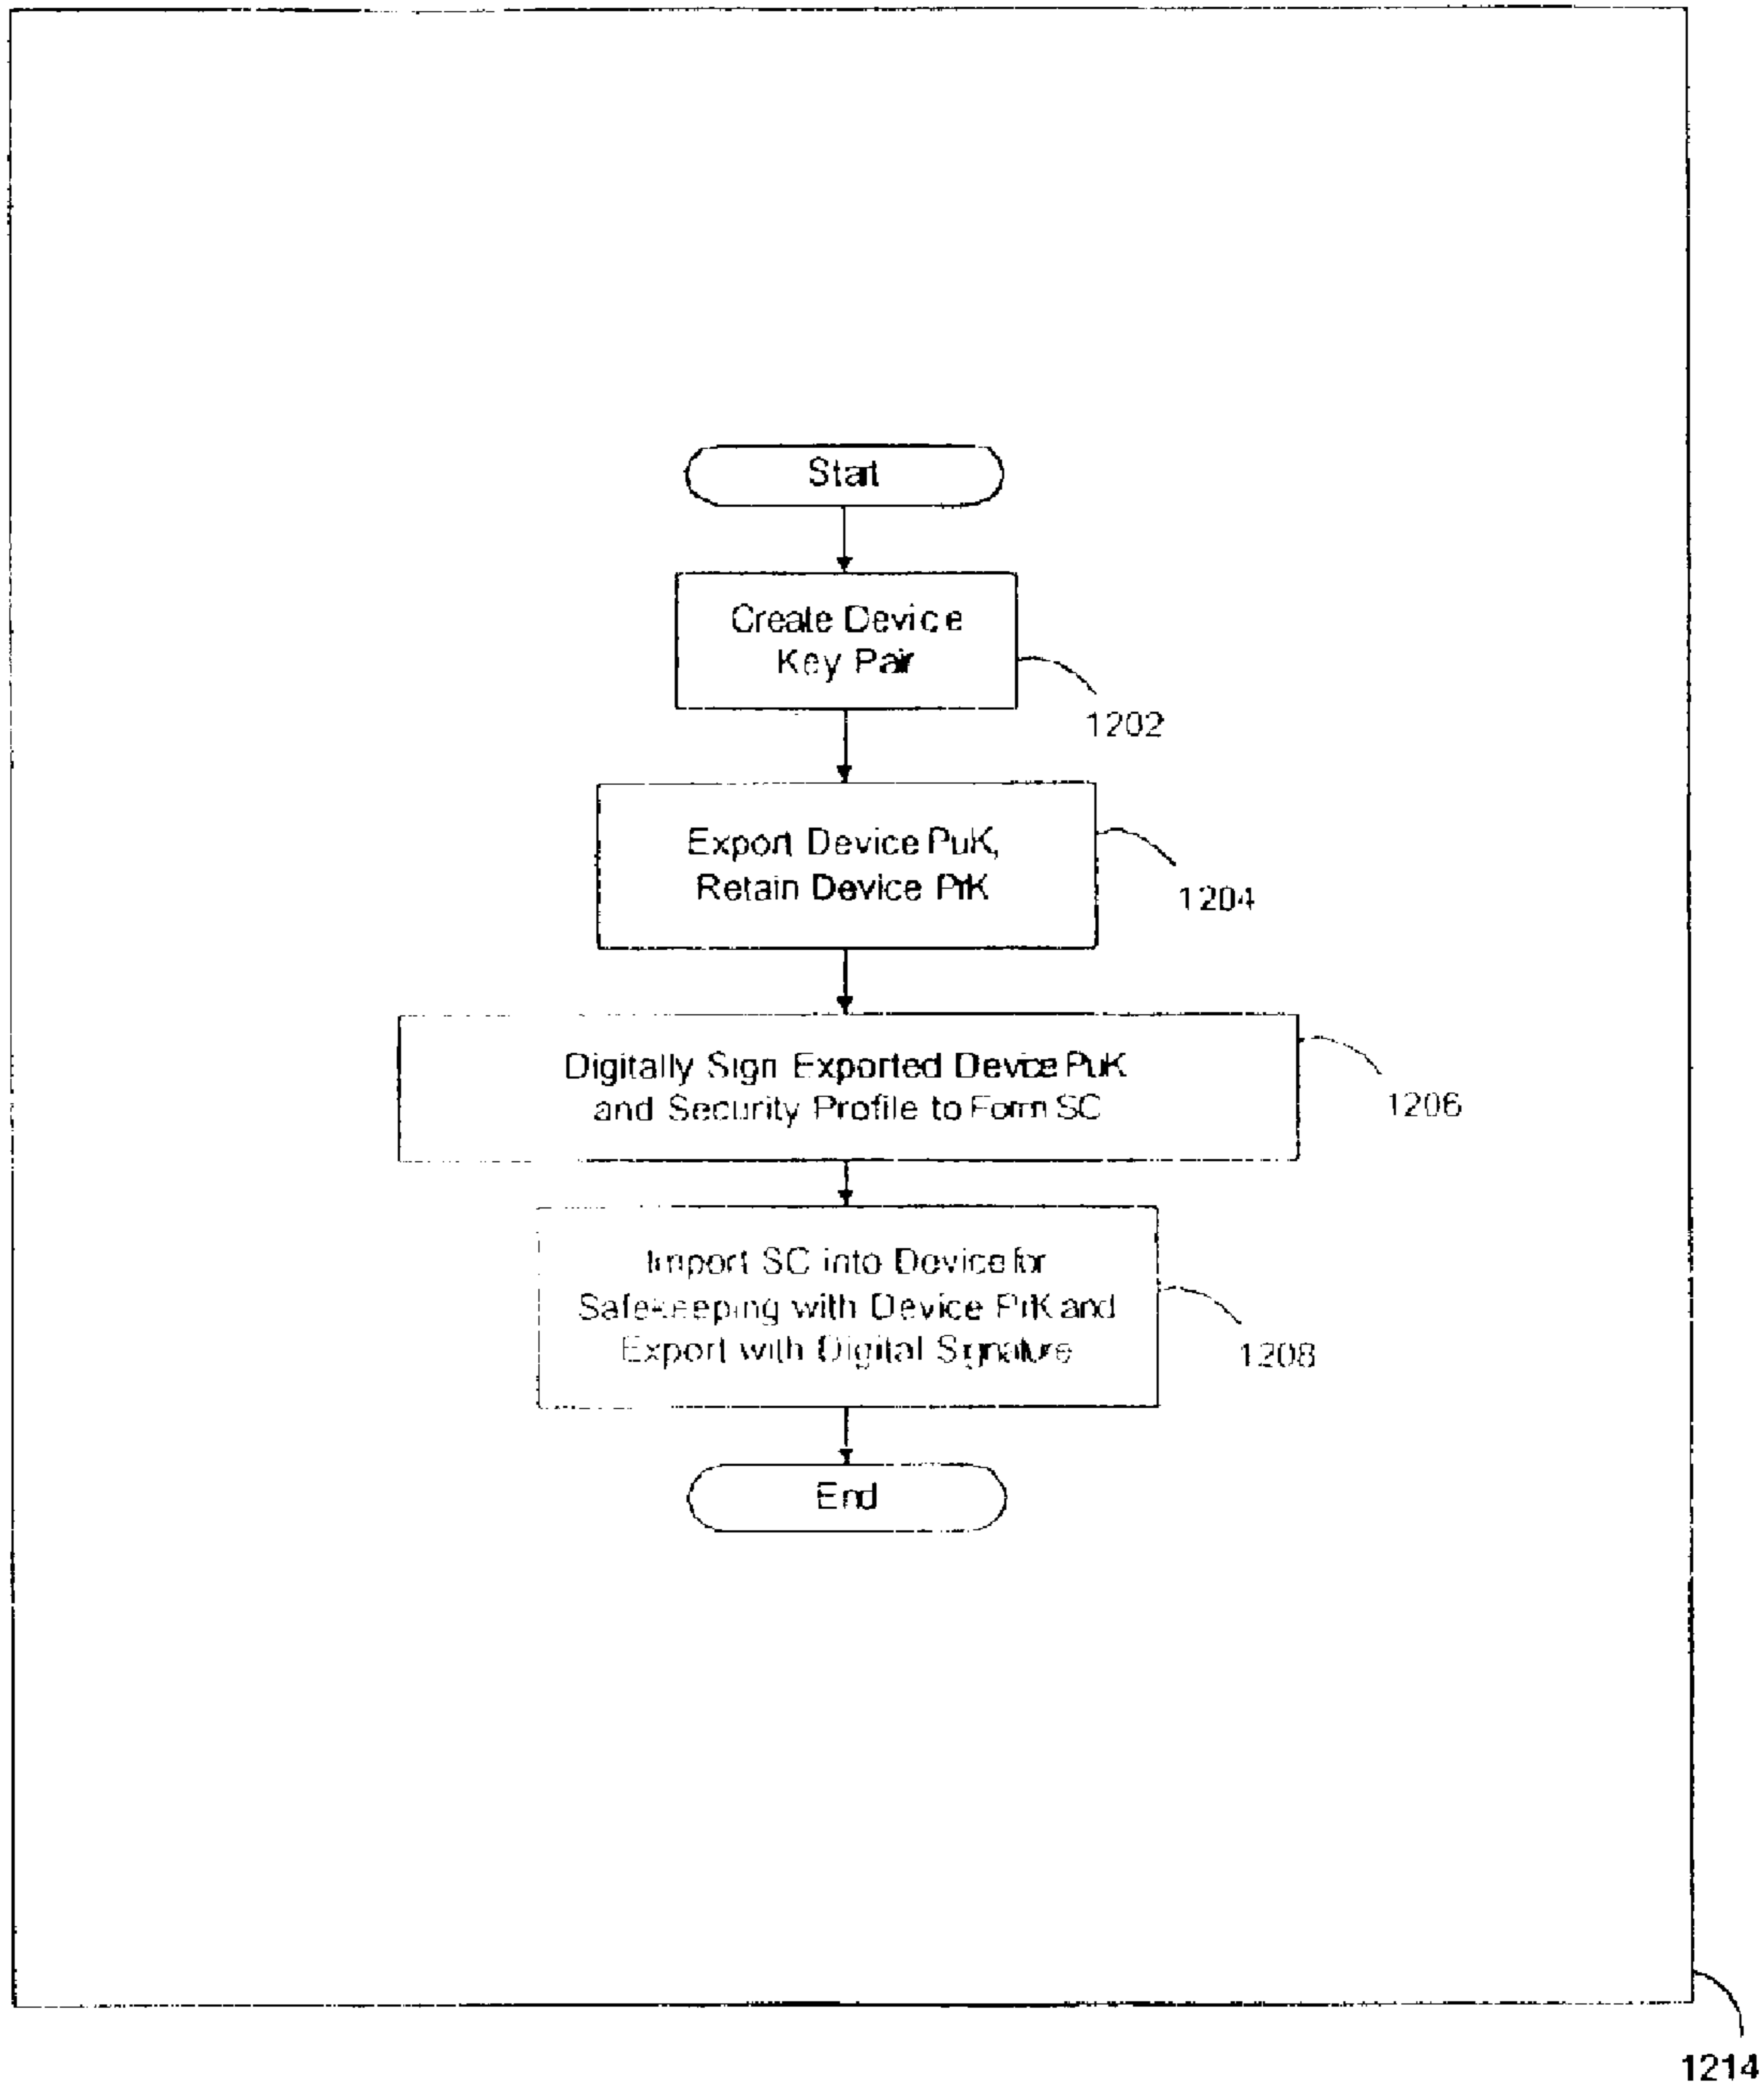 Start
Create Device
Key Pair
1202
Export Device PuK,
Retain Device PrK
1204
Digitally Sign Exported Device PuK
and Security Profile to Form SC
1206
Import SC into Device for
Safekeeping with Device PrK and
Export with Digital Signature
1208
End
1214